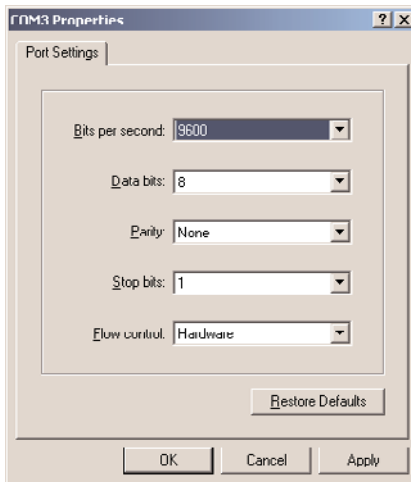 COM3 Properties
Port Settings
Bits per second: 9600
Data bits: 8
Parity: None
Stop bits: 1
Flow control: Hardware
Restore Defaults
OK Cancel Apply